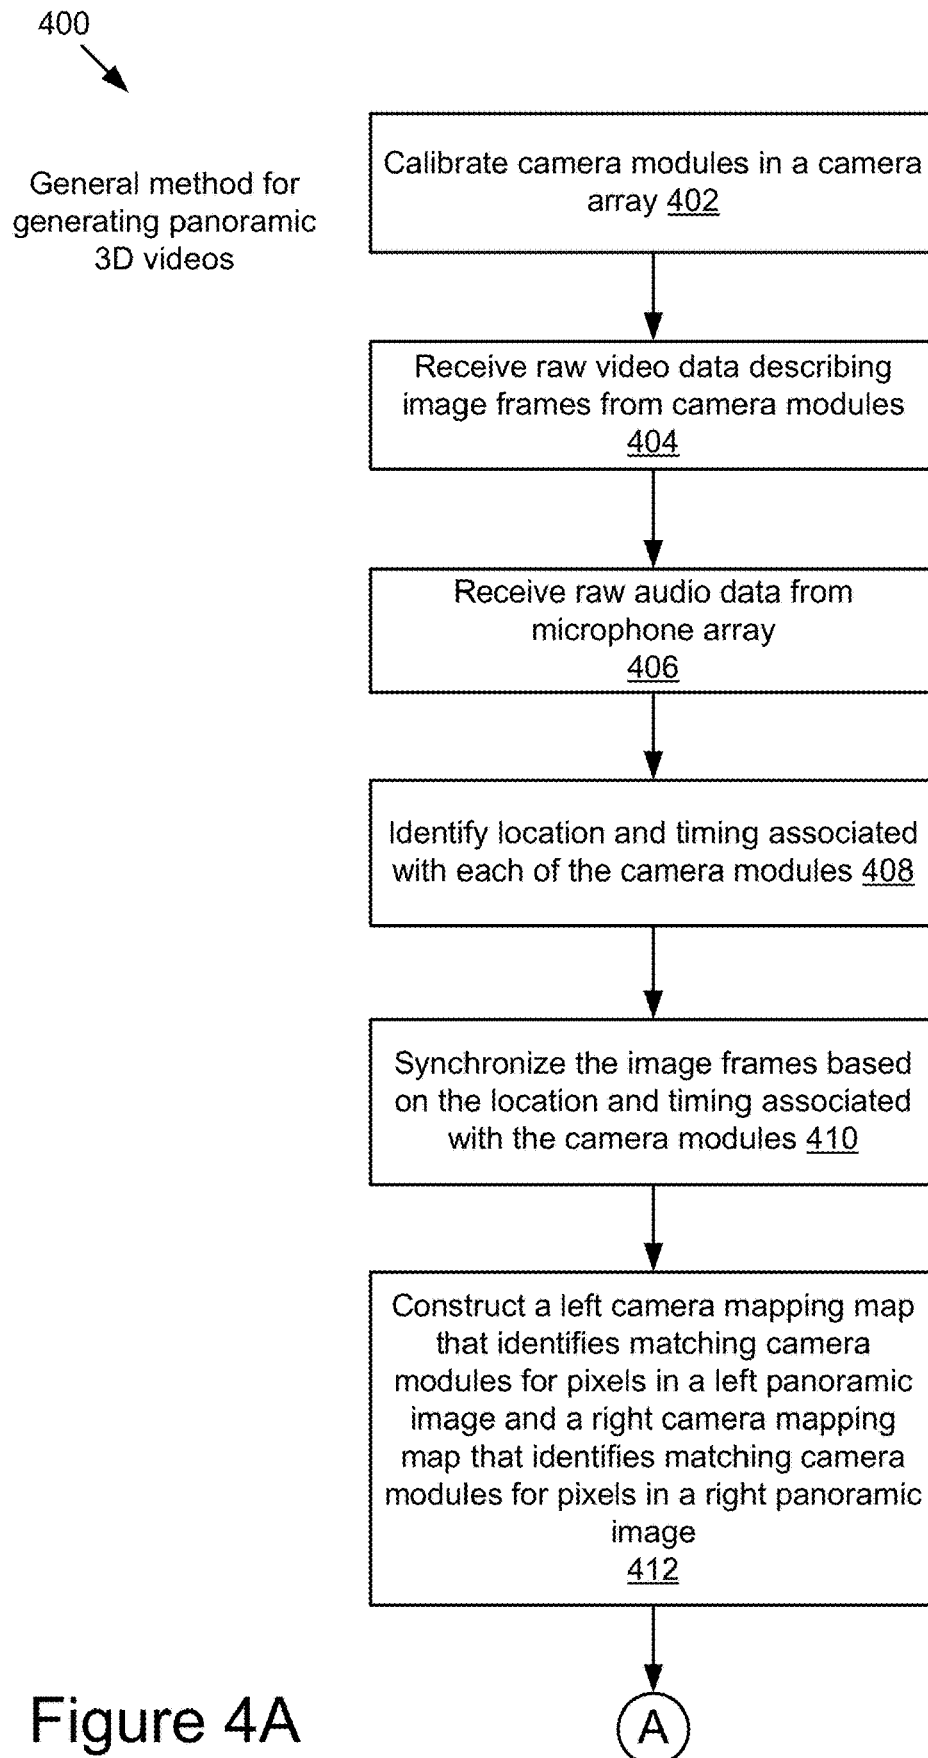 400
General method for
generating panoramic
3D videos
Calibrate camera modules in a camera
array 402
Receive raw video data describing
image frames from camera modules
404
Receive raw audio data from
microphone array
406
Identify location and timing associated
with each of the camera modules 408
Synchronize the image frames based
on the location and timing associated
with the camera modules 410
Construct a left camera mapping map
that identifies matching camera
modules for pixels in a left panoramic
image and a right camera mapping
map that identifies matching camera
modules for pixels in a right panoramic
image
412
A
Figure 4A